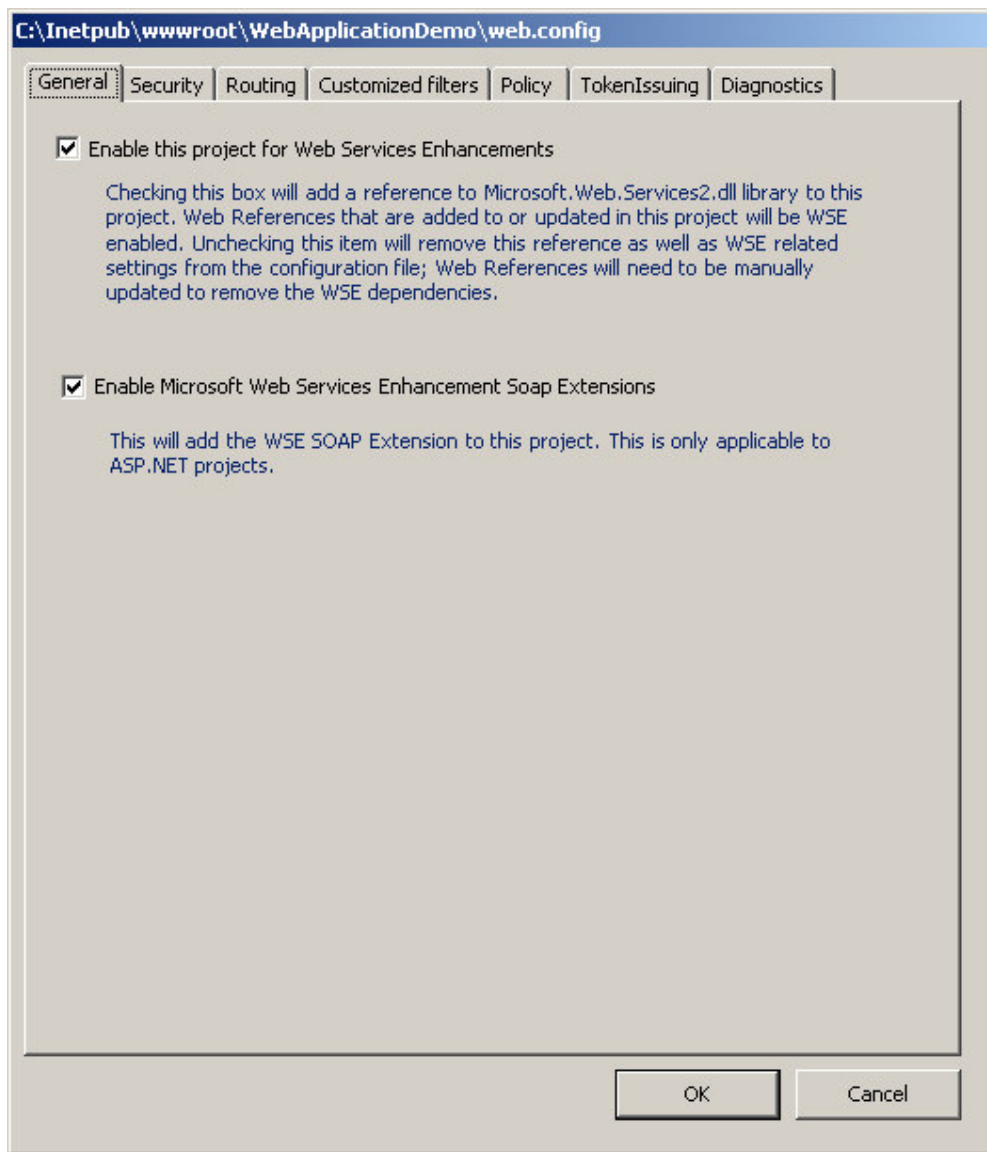 C:\Inetpub\wwwroot\WebApplicationDemo\web.config
General Security Routing Customized filters Policy TokenIssuing Diagnostics
Enable this project for Web Services Enhancements
Checking this box will add a reference to Microsoft.Web.Services2.dll library to this
project. Web References that are added to or updated in this project will be WSE
enabled. Unchecking this item will remove this reference as well as WSE related
settings from the configuration file; Web References will need to be manually
updated to remove the WSE dependencies.
Enable Microsoft Web Services Enhancement Soap Extensions
This will add the WSE SOAP Extension to this project. This is only applicable to
ASP.NET projects.
OK Cancel